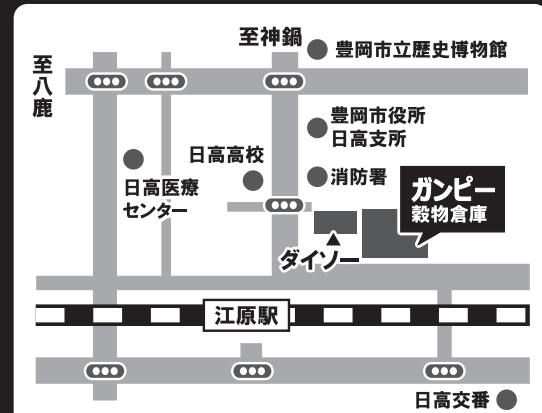 至神鍋
豊岡市立歴史博物館
至八鹿
豊岡市役所
日高支所
日高高校
日高医療
センター
消防署
ガンピー
穀物倉庫
ダイソー
江原駅
日高交番